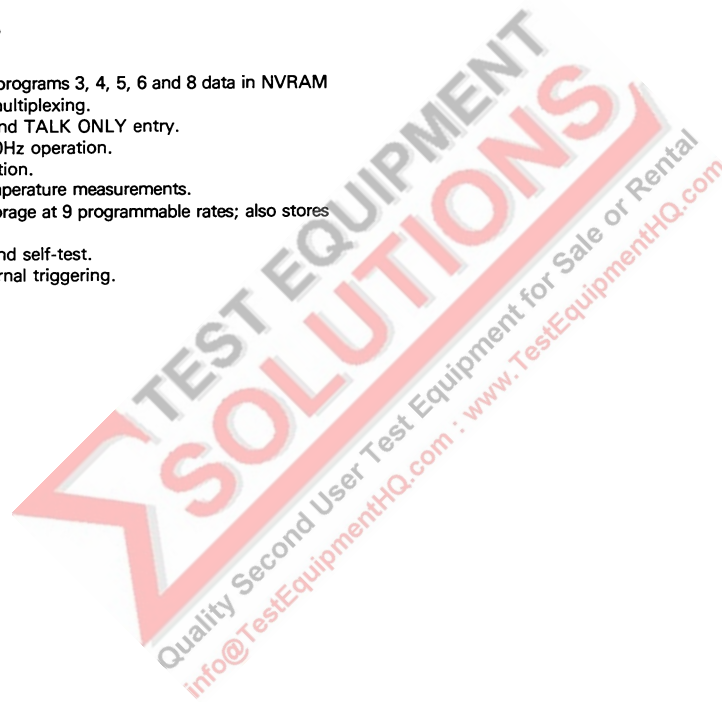 programs 3, 4, 5, 6 and 8 data in NVRAM
multiplexing.
nd TALK ONLY entry.
0Hz operation.
tion.
perature measurements.
rage at 9 programmable rates; also stores
nd self-test.
rnal triggering.
TEST EQUIPMENT
SOLUTIONS
Quality Second User Test Equipment for Sale or Rental
info@TestEquipmentHQ.com : www.TestEquipmentHQ.com